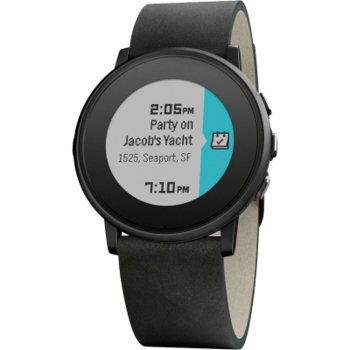 2:05PM
Party on
Jacob's Yacht
1525, Seaport, SF
7:10PM